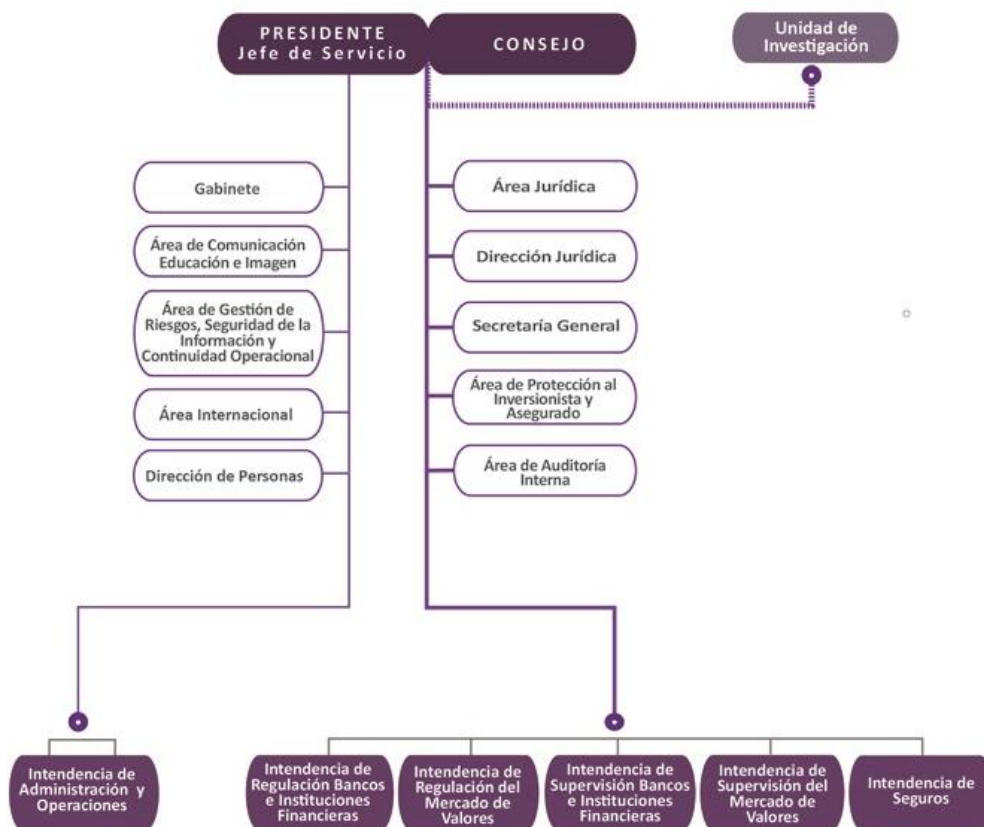 PRESIDENTE
Jefe de Servicio
CONSEJO
Unidad de
Investigación
Gabinete
Área de Comunicación
Educación e Imagen
Área de Gestión de
Riesgos, Seguridad de la
Información y
Continuidad Operacional
Área Internacional
Dirección de Personas
Área Jurídica
Dirección Jurídica
Secretaría General
Área de Protección al
Inversionista y
Asegurado
Área de Auditoría
Interna
Intendencia de
Administración y
Operaciones
Intendencia de
Regulación Bancos
e Instituciones
Financieras
Intendencia de
Regulación del
Mercado de
Valores
Intendencia de
Supervisión Bancos
e Instituciones
Financieras
Intendencia de
Supervisión del
Mercado de
Valores
Intendencia de
Seguros